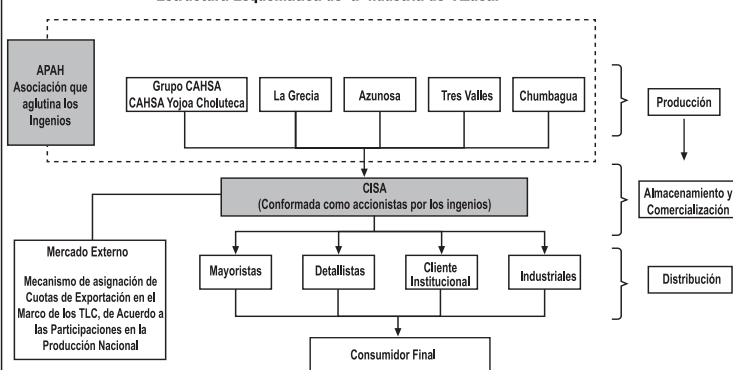 APAH
Asociación que
aglutina los
Ingenios
Grupo CAHSA
CAHSA Yojoa Choluteca
La Grecia
Azunosa
Tres Valles
Chumbagua
Producción
CISA
(Conformada como accionistas por los ingenios)
Almacenamiento y
Comercialización
Mercado Externo
Mecanismo de asignación de
Cuotas de Exportación en el
Marco de los TLC, de Acuerdo a
las Participaciones en la
Producción Nacional
Mayoristas
Detallistas
Cliente
Institucional
Industriales
Distribución
Consumidor Final